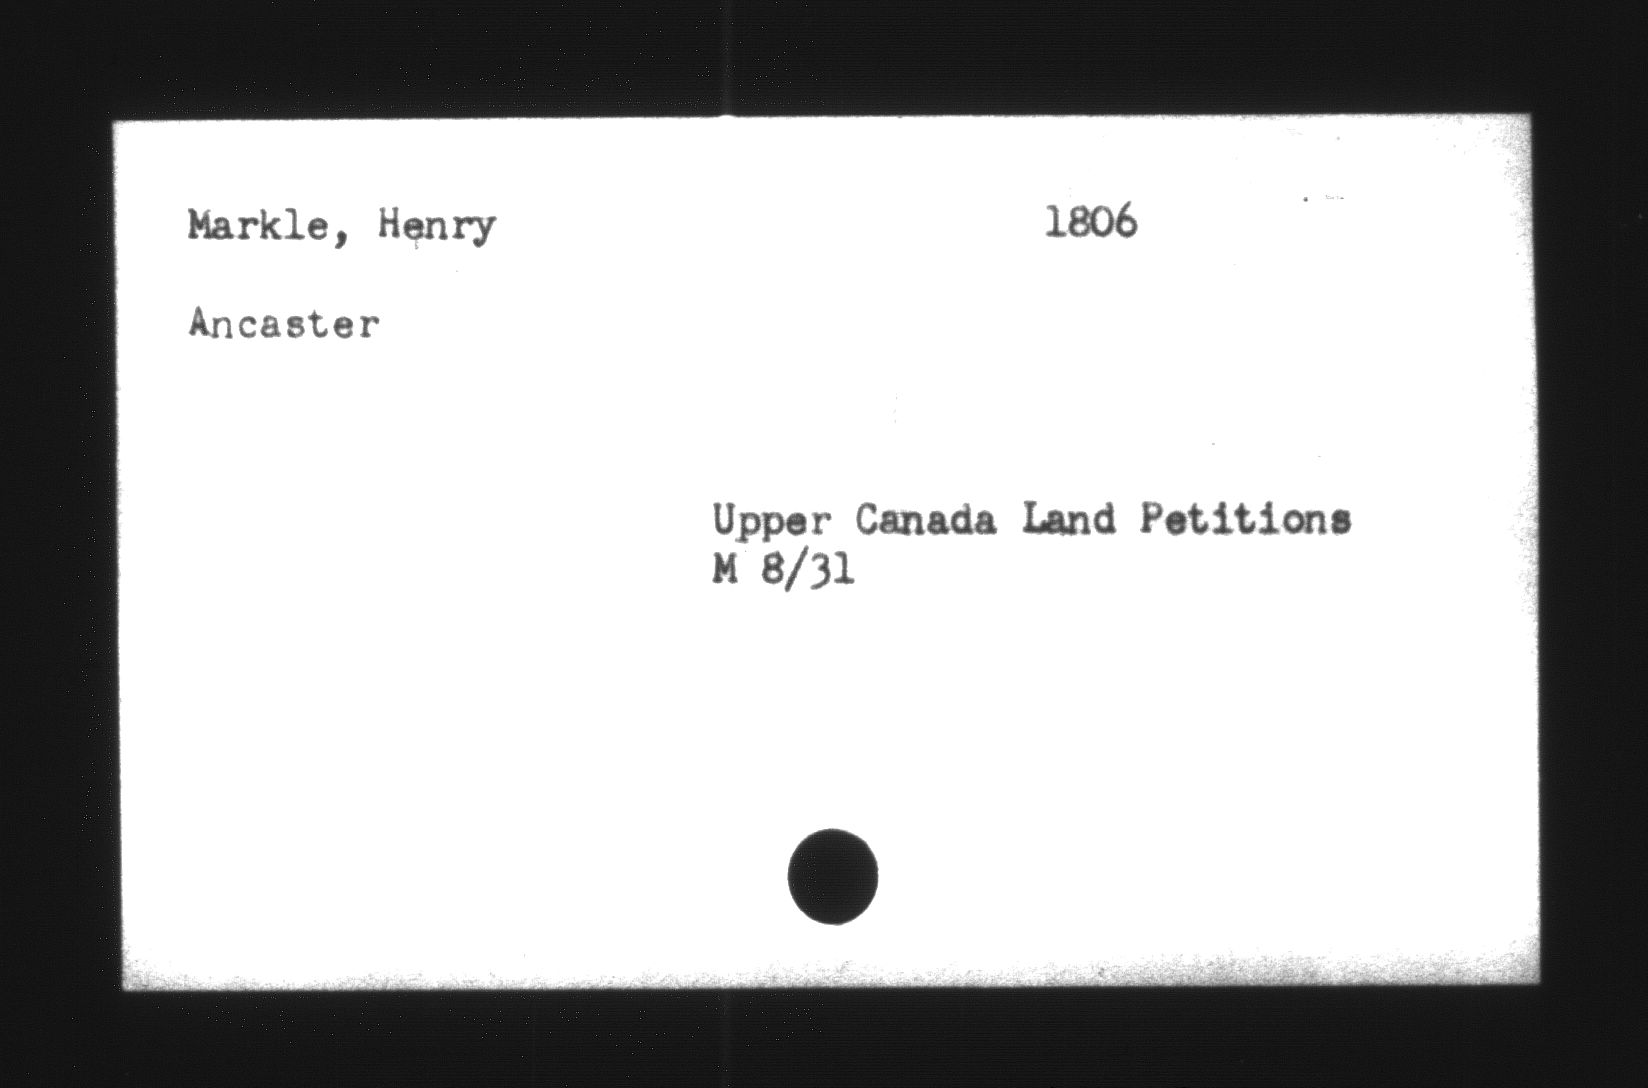 Markle, Henry 1806
Ancaster
Upper Canada Land Petitions
M 8/31